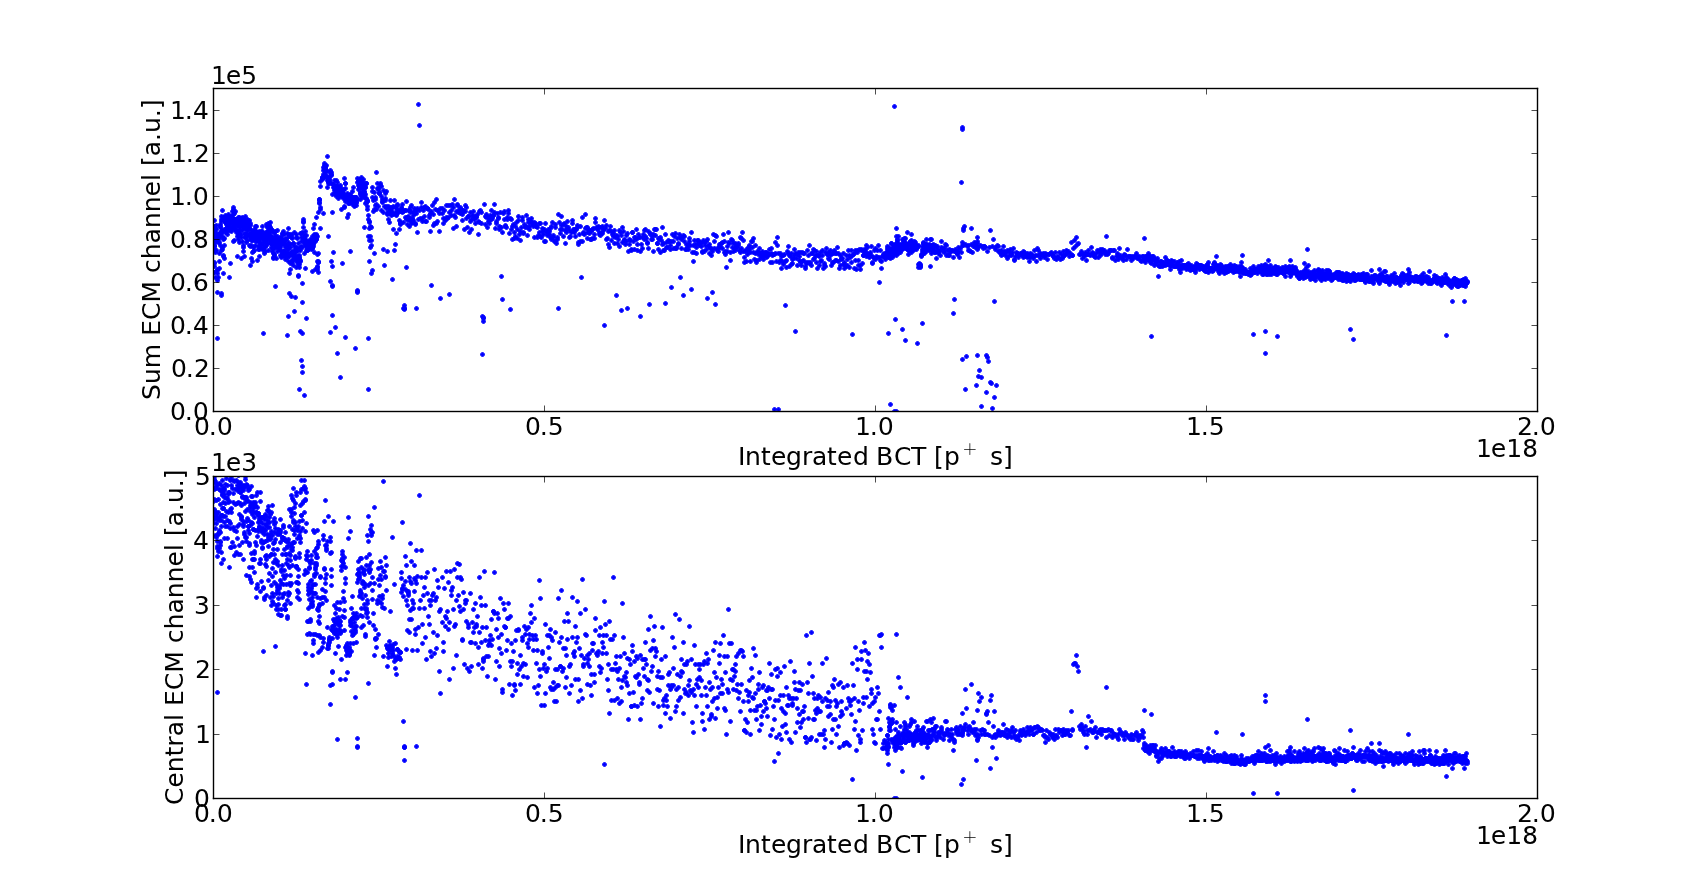 1e5
1.4
1.2
1.0
0.8
0.6
0.4
0.2
0.0
Sum ECM channel [a.u.]
0.0 0.5 1.0 1.5 2.0
1e18
Integrated BCT [p⁺ s]
1e3
5
4
3
2
1
0
Central ECM channel [a.u.]
0.0 0.5 1.0 1.5 2.0
1e18
Integrated BCT [p⁺ s]